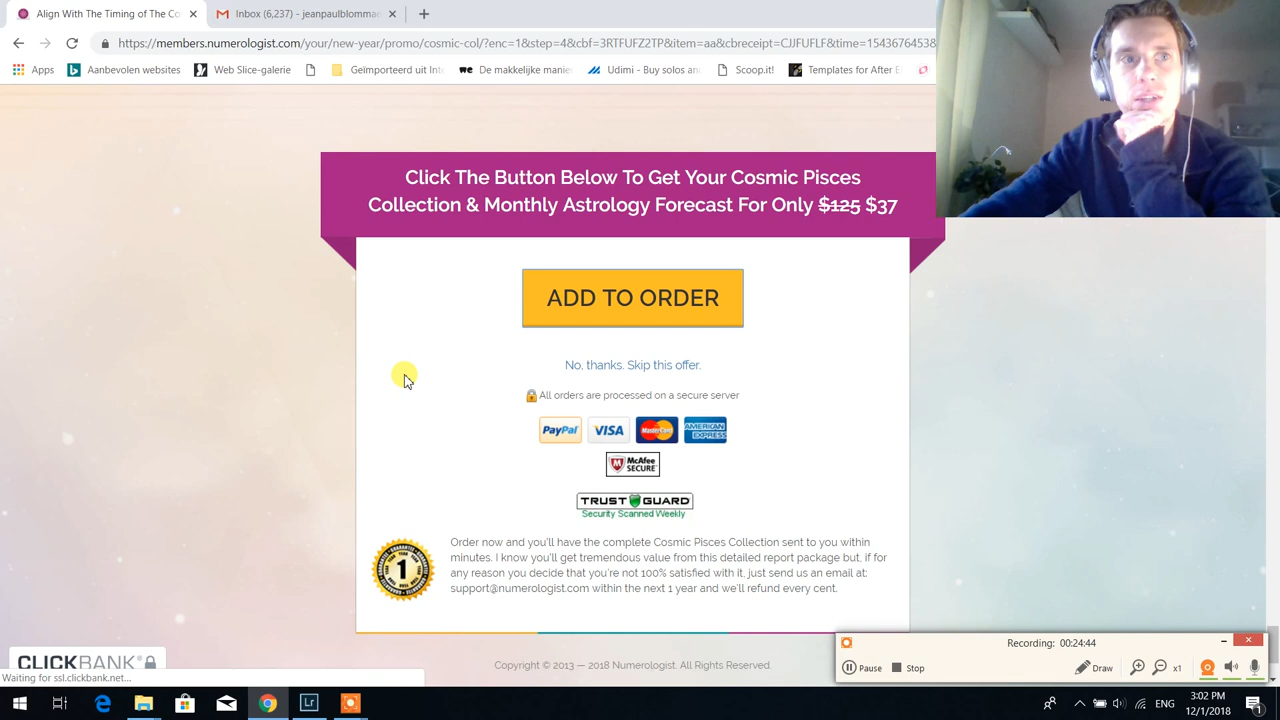 Align With The Timing of The Co
Inbox (6,237) - jeanpaulblommae
https://members.numerologist.com/your/new-year/promo/cosmic-col/?enc=1&step=4&cbf=3RTFUFZ2TP&item=aa&cbreceipt=CJJFUFLF&time=15436764538
Apps
Aanbevolen websites
Web Slice-galerie
Geïmporteerd uit Int
De makkelijke manie
Udimi - Buy solos an
Scoop.it!
Templates for After E
Click The Button Below To Get Your Cosmic Pisces
Collection & Monthly Astrology Forecast For Only $125 $37
ADD TO ORDER
No, thanks. Skip this offer.
All orders are processed on a secure server
PayPal VISA MasterCard AMERICAN EXPRESS
McAfee
SECURE
TRUST GUARD
Security Scanned Weekly
Order now and you'll have the complete Cosmic Pisces Collection sent to you within
minutes. I know you'll get tremendous value from this detailed report package but, if for
any reason you decide that you're not 100% satisfied with it, just send us an email at:
support@numerologist.com within the next 1 year and we'll refund every cent.
1
Recording: 00:24:44
CLICKBANK
Copyright © 2013 — 2018 Numerologist. All Rights Reserved.
Pause
Stop
Draw
x1
Waiting for ssl.clickbank.net...
Lr
ENG
3:02 PM
12/1/2018
1